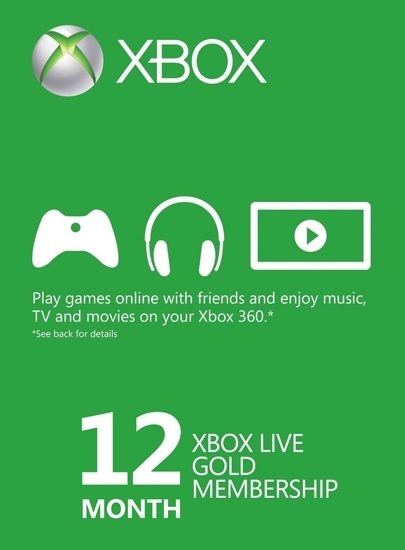 XBOX
Play games online with friends and enjoy music,
TV and movies on your Xbox 360.*
*See back for details
12
MONTH
XBOX LIVE
GOLD
MEMBERSHIP